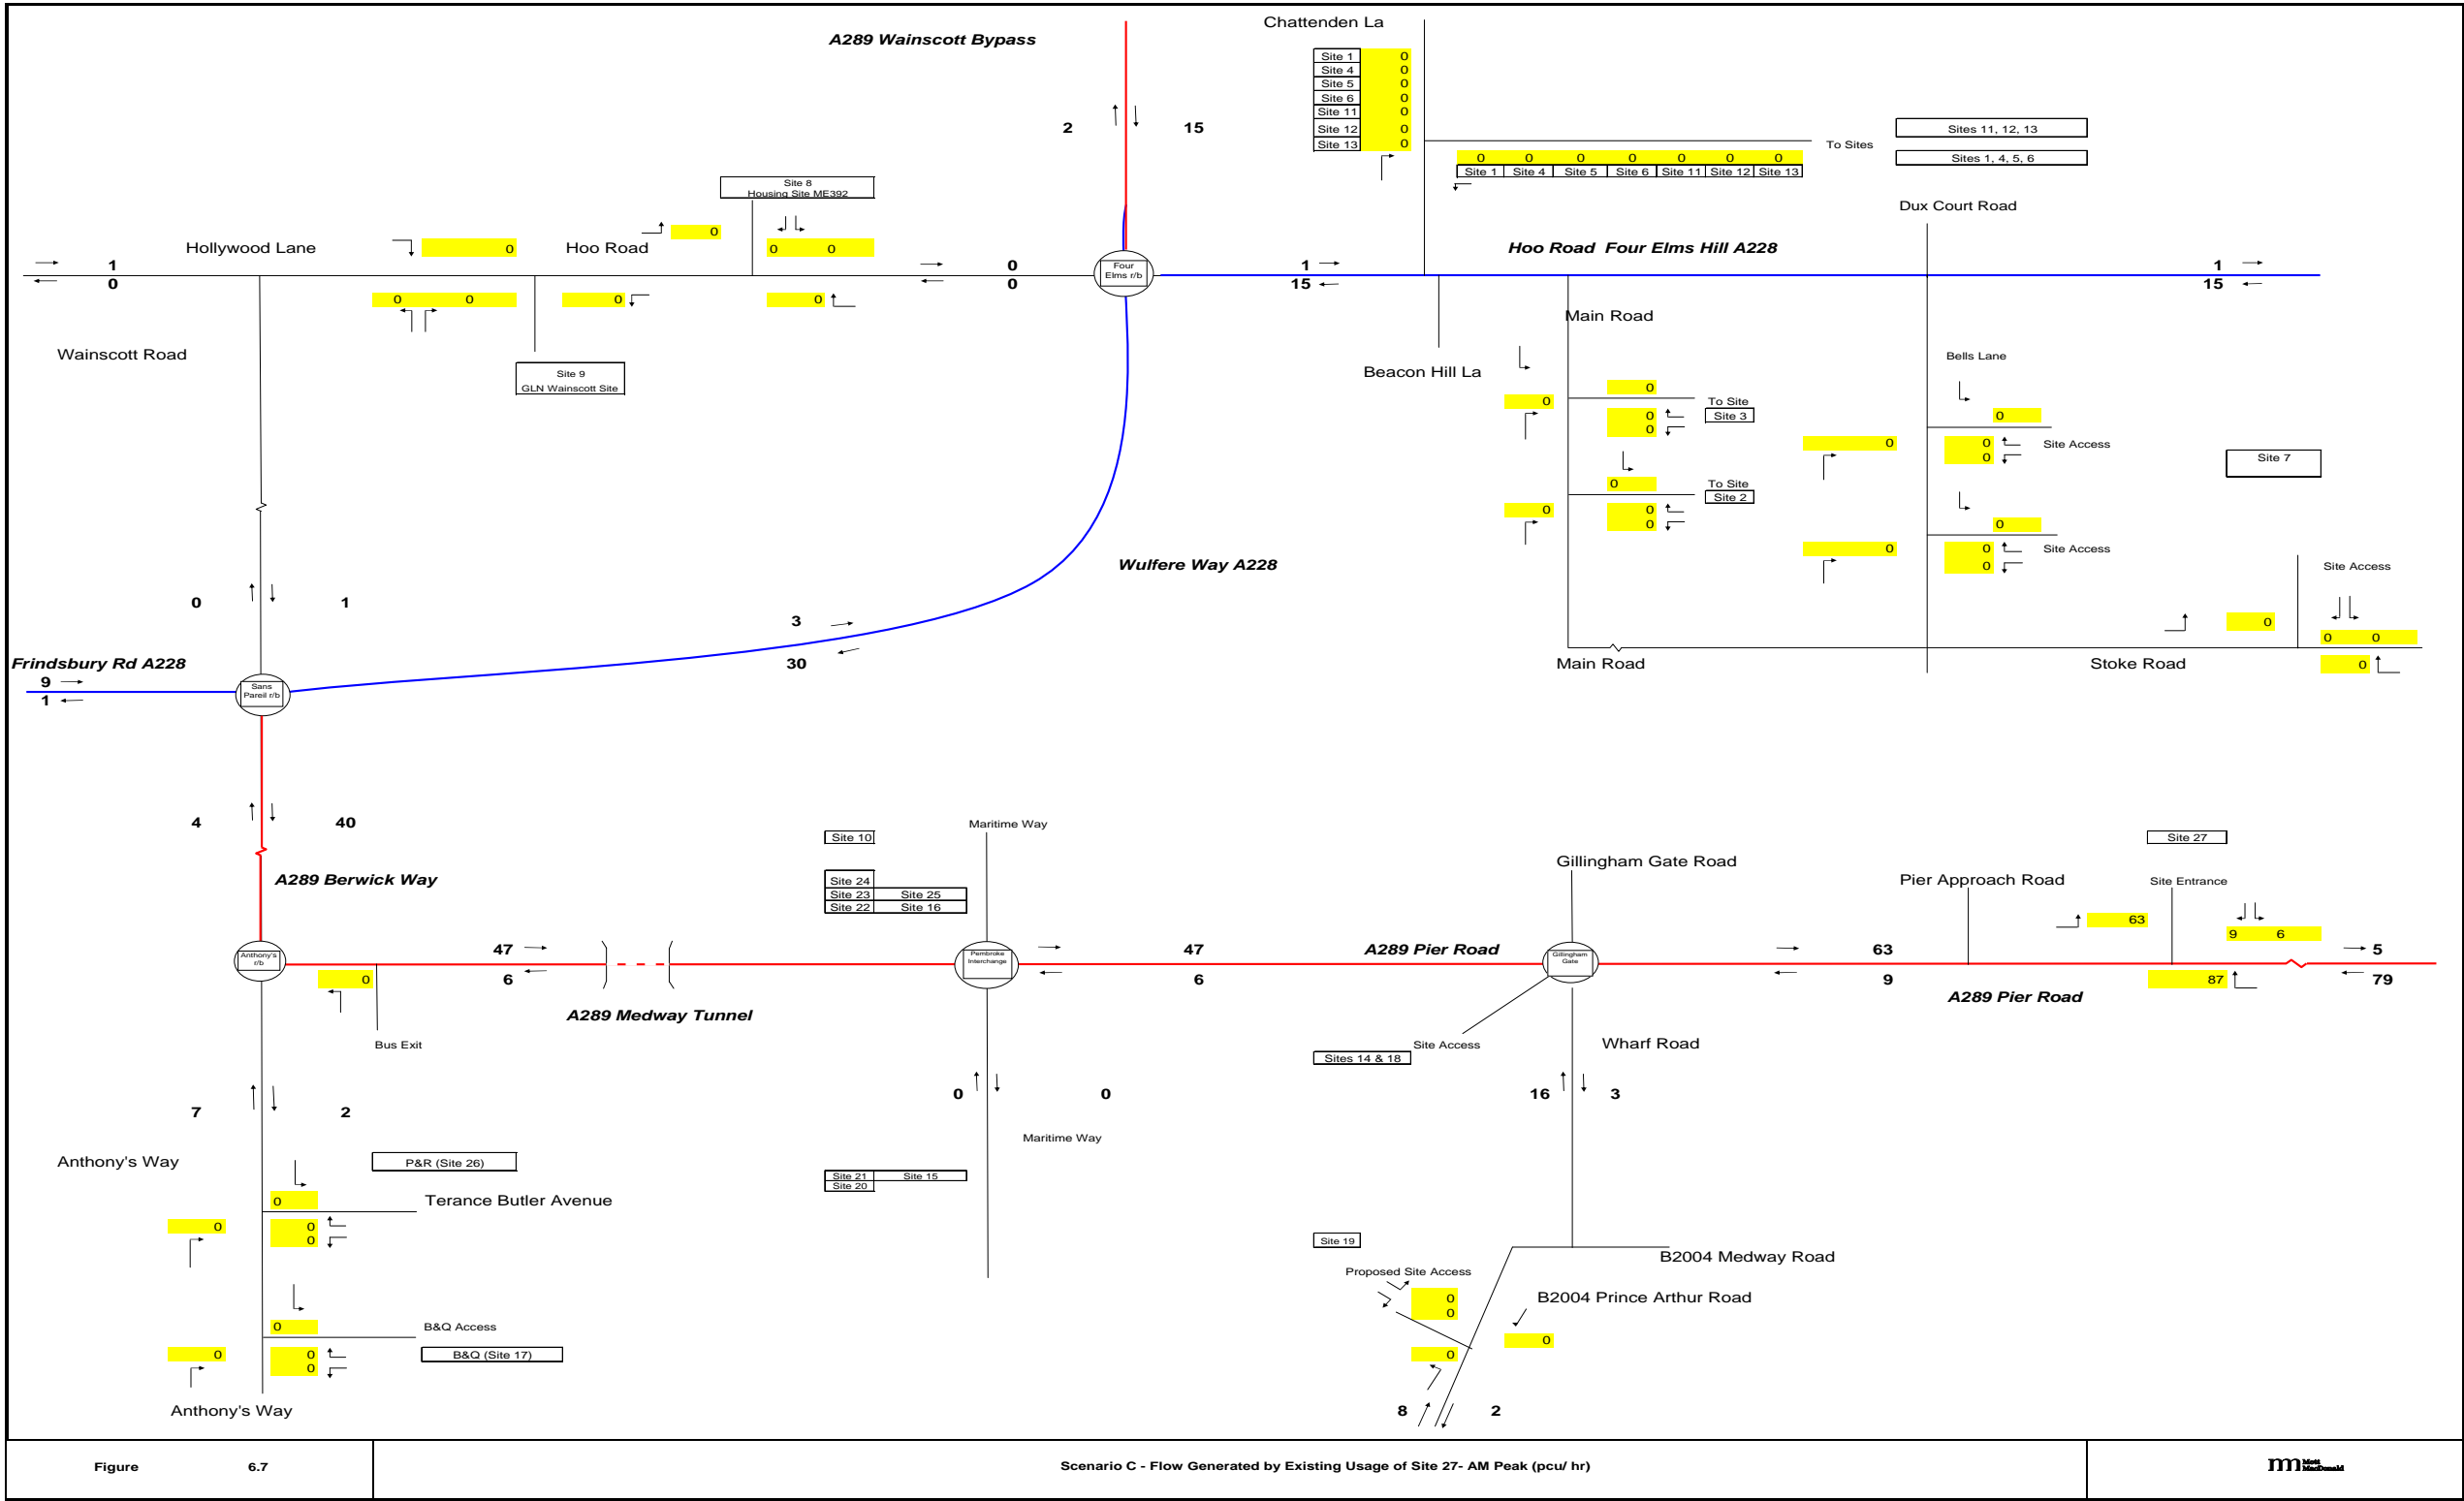 Chattenden La
A289 Wainscott Bypass
Site 1 0
Site 4 0
Site 5 0
Site 6 0
Site 11 0
Site 12 0
Site 13 0
2 15
To Sites
Sites 11, 12, 13
Sites 1, 4, 5, 6
0 0 0 0 0 0 0
Site 1 Site 4 Site 5 Site 6 Site 11 Site 12 Site 13
Site 8
Housing Site ME392
Dux Court Road
Hollywood Lane
0
Hoo Road
0
0 0
Hoo Road Four Elms Hill A228
1
0
0
0
Four
Elms r/b
1
15
1
15
0 0
0
0
Main Road
Wainscott Road
Site 9
GLN Wainscott Site
Beacon Hill La
Bells Lane
0
0
To Site
Site 3
0
0
0
0
0
0
Site Access
Site 7
0
To Site
Site 2
0
0
0
0
0
0
0
Site Access
Wulfere Way A228
Site Access
0 1
3
30
0
0 0
0
Frindsbury Rd A228
9
1
Sans
Pareil r/b
Main Road
Stoke Road
4 40
A289 Berwick Way
Site 10
Maritime Way
Site 24
Site 23 Site 25
Site 22 Site 16
Gillingham Gate Road
Site 27
Pier Approach Road
Site Entrance
63
9 6
Anthony's
r/b
47
6
0
Bus Exit
A289 Medway Tunnel
Pembroke
Interchange
47
6
A289 Pier Road
Gillingham
Gate
63
9
87
A289 Pier Road
5
79
Site Access
Sites 14 & 18
Wharf Road
7 2
0 0
16 3
Maritime Way
Anthony's Way
P&R (Site 26)
Site 21 Site 15
Site 20
0
Terance Butler Avenue
0
0
0
Site 19
B2004 Medway Road
Proposed Site Access
0
0
B2004 Prince Arthur Road
0
0
0
B&Q Access
0
0
0
B&Q (Site 17)
Anthony's Way
8 2
Figure 6.7
Scenario C - Flow Generated by Existing Usage of Site 27- AM Peak (pcu/ hr)
Mott
MacDonald